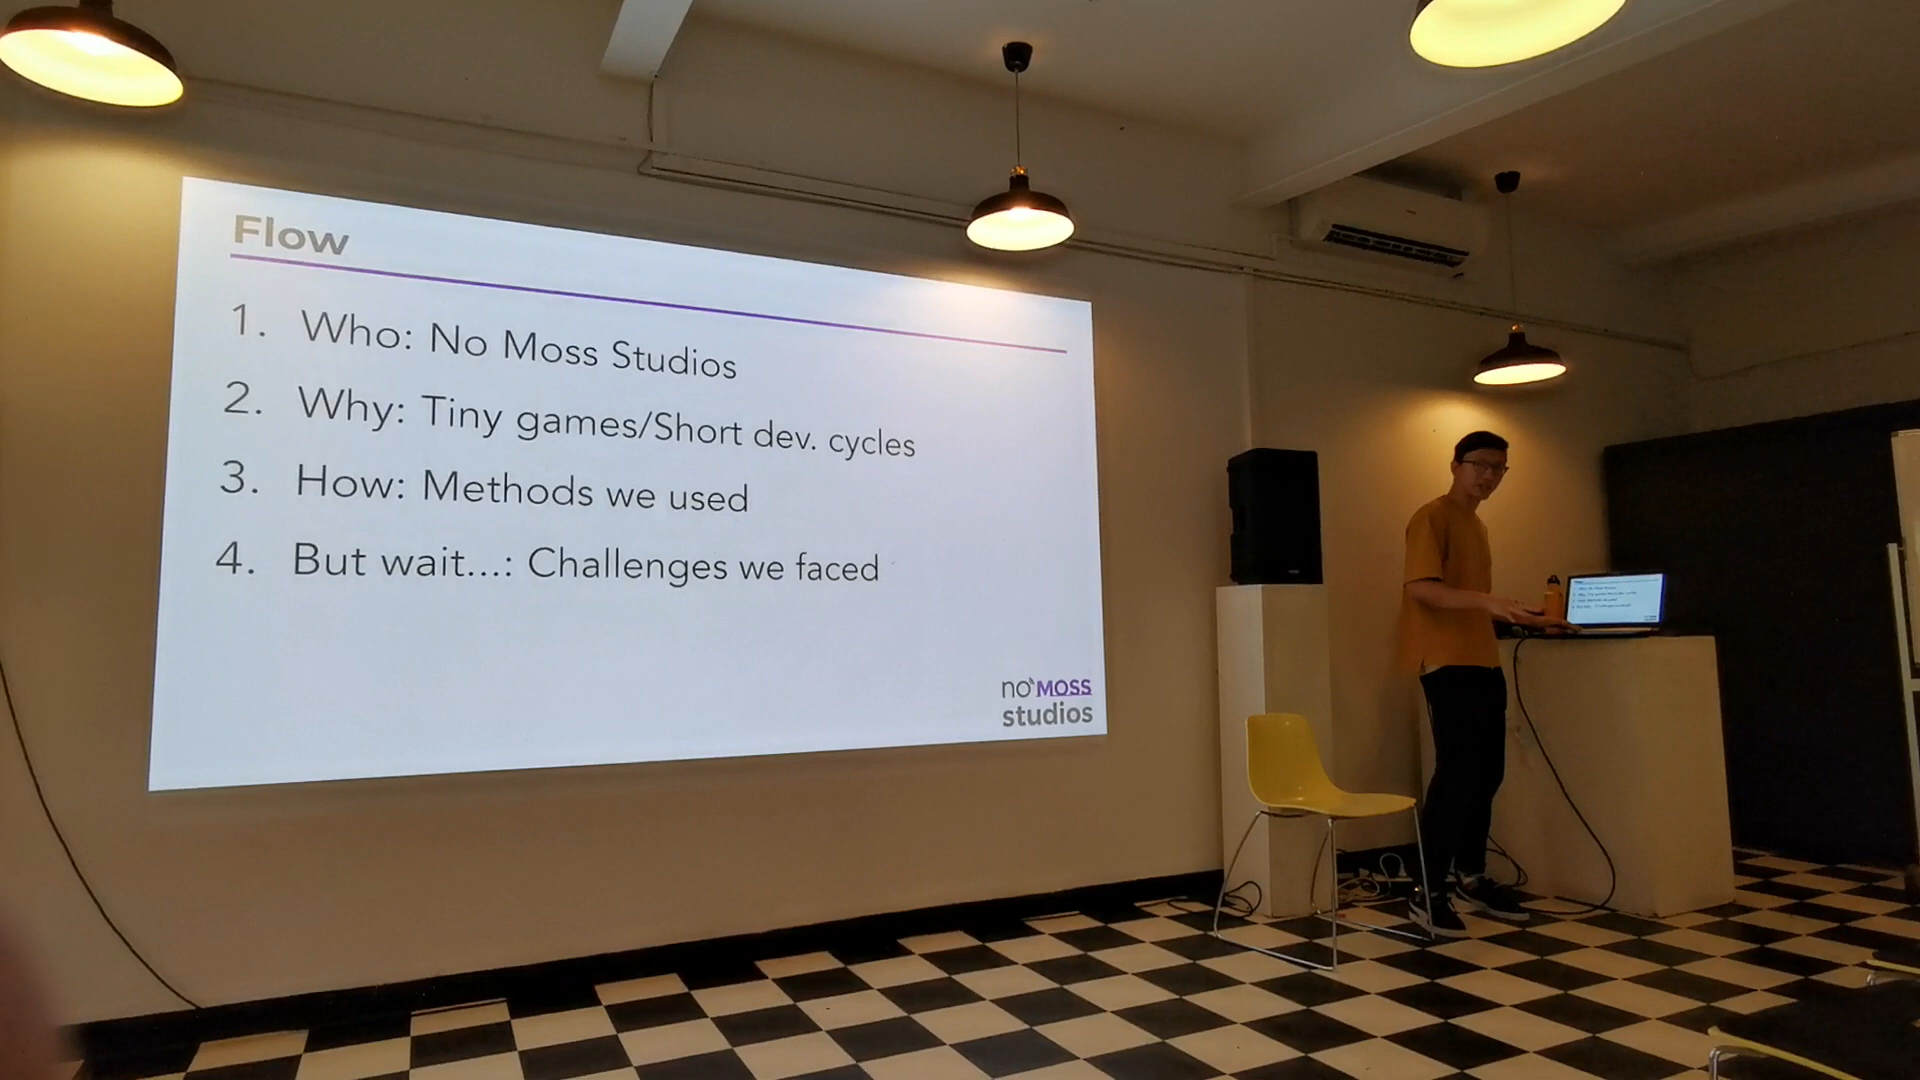 Flow
1. Who: No Moss Studios
2. Why: Tiny games/Short dev. cycles
3. How: Methods we used
4. But wait...: Challenges we faced
no MOSS
studios